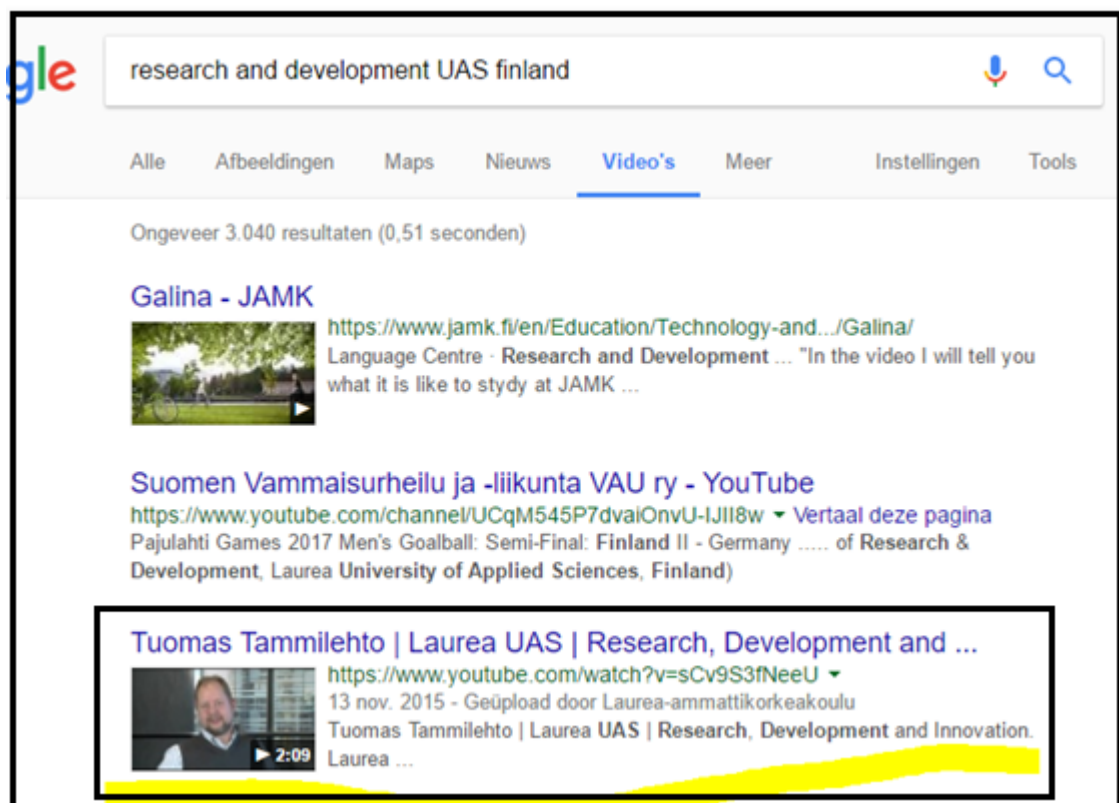 gle
research and development UAS finland
Alle Afbeeldingen Maps Nieuws Video's Meer Instellingen Tools
Ongeveer 3.040 resultaten (0,51 seconden)
Galina - JAMK
https://www.jamk.fi/en/Education/Technology-and.../Galina/
Language Centre · Research and Development ... "In the video I will tell you
what it is like to stydy at JAMK ...
Suomen Vammaisurheilu ja -liikunta VAU ry - YouTube
https://www.youtube.com/channel/UCqM545P7dvaiOnvU-IJII8w Vertaal deze pagina
Pajulahti Games 2017 Men's Goalball: Semi-Final: Finland II - Germany ..... of Research &
Development, Laurea University of Applied Sciences, Finland)
Tuomas Tammilehto | Laurea UAS | Research, Development and ...
https://www.youtube.com/watch?v=sCv9S3fNeeU
13 nov. 2015 - Geüpload door Laurea-ammattikorkeakoulu
Tuomas Tammilehto | Laurea UAS | Research, Development and Innovation.
2:09 Laurea ...